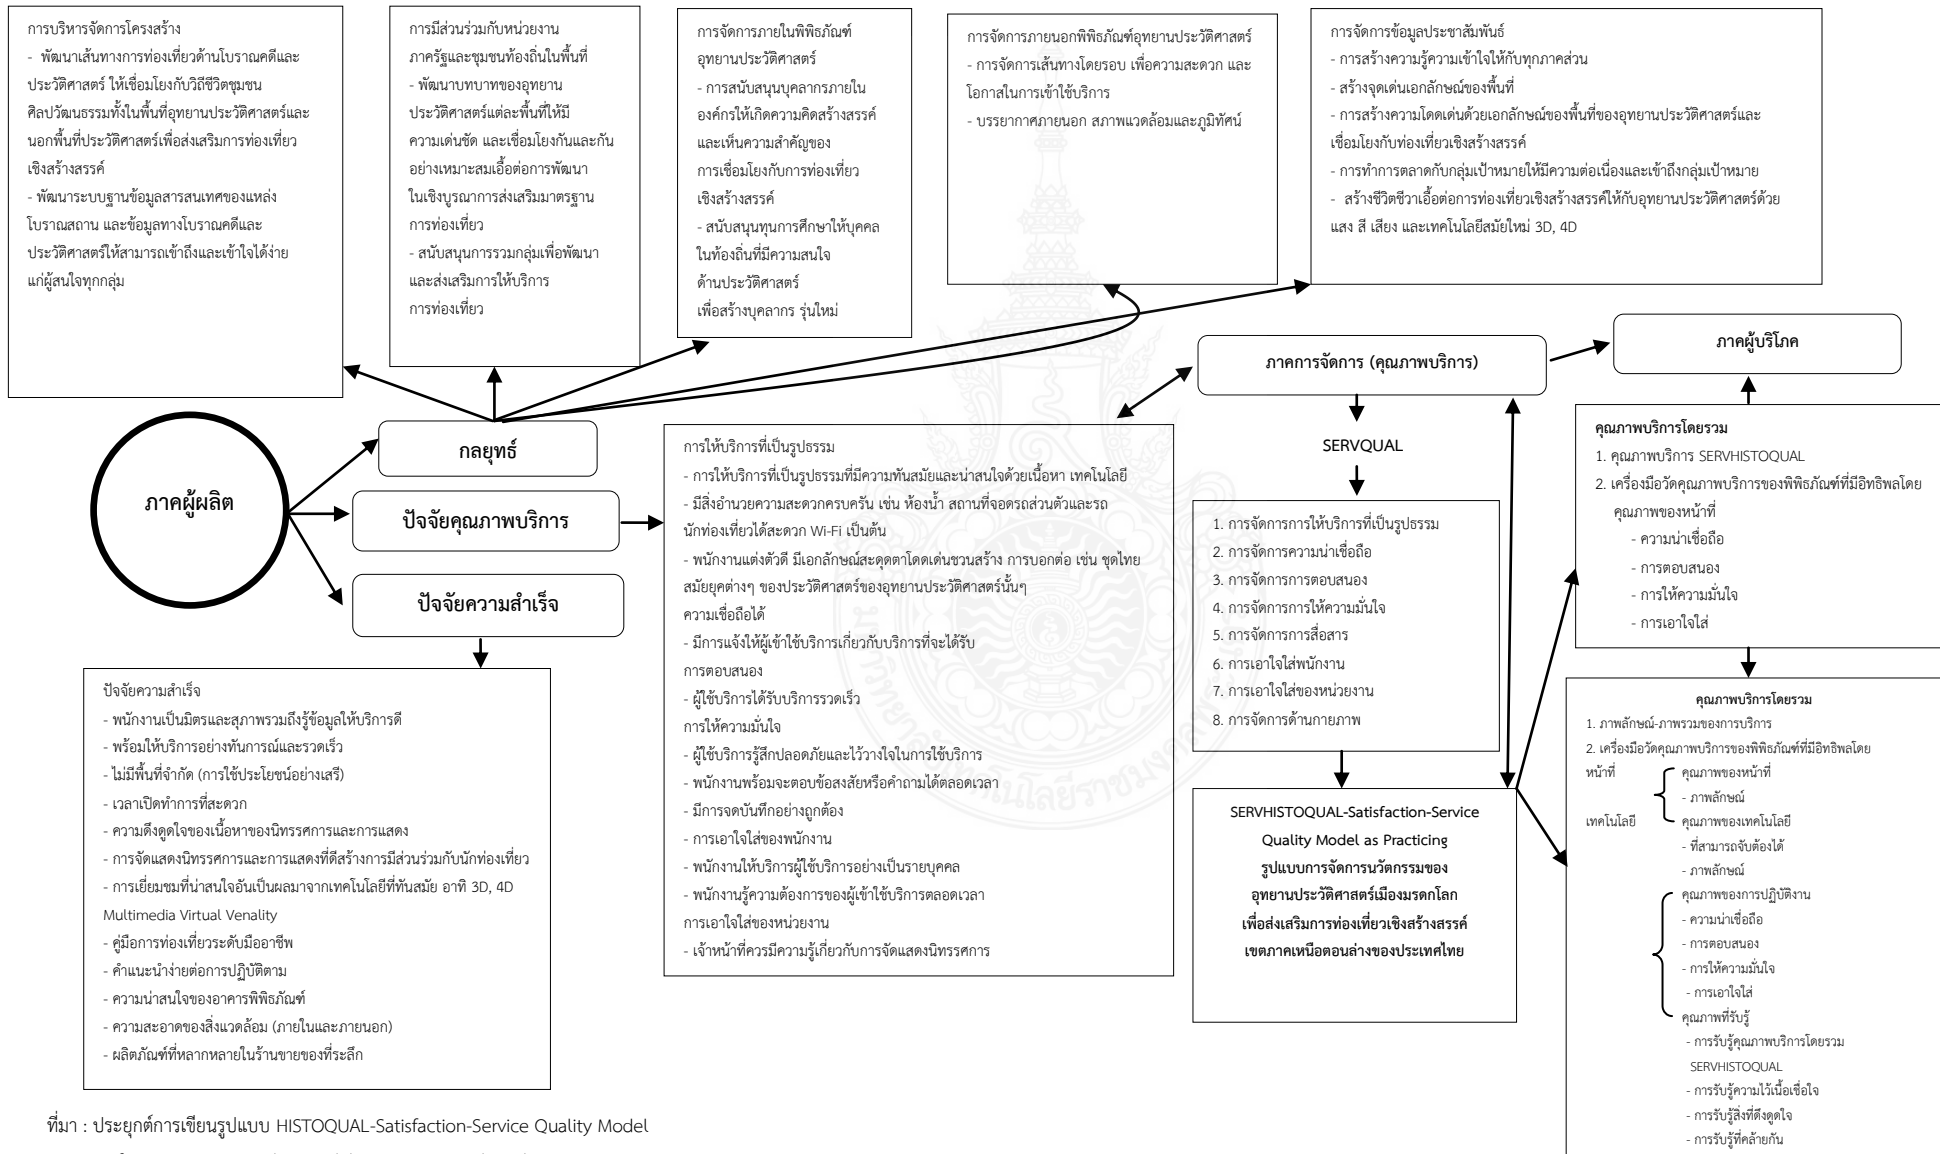 การบริหารจัดการโครงสร้าง
- พัฒนาเส้นทางการท่องเที่ยวด้านโบราณคดีและ
ประวัติศาสตร์ ให้เชื่อมโยงกับวิถีชีวิตชุมชน
ศิลปวัฒนธรรมทั้งในพื้นที่อุทยานประวัติศาสตร์และ
นอกพื้นที่ประวัติศาสตร์เพื่อส่งเสริมการท่องเที่ยว
เชิงสร้างสรรค์
- พัฒนาระบบฐานข้อมูลสารสนเทศของแหล่ง
โบราณสถาน และข้อมูลทางโบราณคดีและ
ประวัติศาสตร์ให้สามารถเข้าถึงและเข้าใจได้ง่าย
แก่ผู้สนใจทุกกลุ่ม
การมีส่วนร่วมกับหน่วยงาน
ภาครัฐและชุมชนท้องถิ่นในพื้นที่
- พัฒนาบทบาทของอุทยาน
ประวัติศาสตร์แต่ละพื้นที่ให้มี
ความเด่นชัด และเชื่อมโยงกันและกัน
อย่างเหมาะสมเอื้อต่อการพัฒนา
ในเชิงบูรณาการส่งเสริมมาตรฐาน
การท่องเที่ยว
- สนับสนุนการรวมกลุ่มเพื่อพัฒนา
และส่งเสริมการให้บริการ
การท่องเที่ยว
การจัดการภายในพิพิธภัณฑ์
อุทยานประวัติศาสตร์
- การสนับสนุนบุคลากรภายใน
องค์กรให้เกิดความคิดสร้างสรรค์
และเห็นความสำคัญของ
การเชื่อมโยงกับการท่องเที่ยว
เชิงสร้างสรรค์
- สนับสนุนทุนการศึกษาให้บุคคล
ในท้องถิ่นที่มีความสนใจ
ด้านประวัติศาสตร์
เพื่อสร้างบุคลากร รุ่นใหม่
การจัดการภายนอกพิพิธภัณฑ์อุทยานประวัติศาสตร์
- การจัดการเส้นทางโดยรอบ เพื่อความสะดวก และ
โอกาสในการเข้าใช้บริการ
- บรรยากาศภายนอก สภาพแวดล้อมและภูมิทัศน์
การจัดการข้อมูลประชาสัมพันธ์
- การสร้างความรู้ความเข้าใจให้กับทุกภาคส่วน
- สร้างจุดเด่นเอกลักษณ์ของพื้นที่
- การสร้างความโดดเด่นด้วยเอกลักษณ์ของพื้นที่ของอุทยานประวัติศาสตร์และ
เชื่อมโยงกับท่องเที่ยวเชิงสร้างสรรค์
- การทำการตลาดกับกลุ่มเป้าหมายให้มีความต่อเนื่องและเข้าถึงกลุ่มเป้าหมาย
- สร้างชีวิตชีวาเอื้อต่อการท่องเที่ยวเชิงสร้างสรรค์ให้กับอุทยานประวัติศาสตร์ด้วย
แสง สี เสียง และเทคโนโลยีสมัยใหม่ 3D, 4D
ภาคผู้ผลิต
กลยุทธ์
ปัจจัยคุณภาพบริการ
ปัจจัยความสำเร็จ
ปัจจัยความสำเร็จ
- พนักงานเป็นมิตรและสุภาพรวมถึงรู้ข้อมูลให้บริการดี
- พร้อมให้บริการอย่างทันการณ์และรวดเร็ว
- ไม่มีพื้นที่จำกัด (การใช้ประโยชน์อย่างเสรี)
- เวลาเปิดทำการที่สะดวก
- ความดึงดูดใจของเนื้อหาของนิทรรศการและการแสดง
- การจัดแสดงนิทรรศการและการแสดงที่ดีสร้างการมีส่วนร่วมกับนักท่องเที่ยว
- การเยี่ยมชมที่น่าสนใจอันเป็นผลมาจากเทคโนโลยีที่ทันสมัย อาทิ 3D, 4D
Multimedia Virtual Venality
- คู่มือการท่องเที่ยวระดับมืออาชีพ
- คำแนะนำง่ายต่อการปฏิบัติตาม
- ความน่าสนใจของอาคารพิพิธภัณฑ์
- ความสะอาดของสิ่งแวดล้อม (ภายในและภายนอก)
- ผลิตภัณฑ์ที่หลากหลายในร้านขายของที่ระลึก
การให้บริการที่เป็นรูปธรรม
- การให้บริการที่เป็นรูปธรรมที่มีความทันสมัยและน่าสนใจด้วยเนื้อหา เทคโนโลยี
- มีสิ่งอำนวยความสะดวกครบครัน เช่น ห้องน้ำ สถานที่จอดรถส่วนตัวและรถ
นักท่องเที่ยวได้สะดวก Wi-Fi เป็นต้น
- พนักงานแต่งตัวดี มีเอกลักษณ์สะดุดตาโดดเด่นชวนสร้าง การบอกต่อ เช่น ชุดไทย
สมัยยุคต่างๆ ของประวัติศาสตร์ของอุทยานประวัติศาสตร์นั้นๆ
ความเชื่อถือได้
- มีการแจ้งให้ผู้เข้าใช้บริการเกี่ยวกับบริการที่จะได้รับ
การตอบสนอง
- ผู้ใช้บริการได้รับบริการรวดเร็ว
การให้ความมั่นใจ
- ผู้ใช้บริการรู้สึกปลอดภัยและไว้วางใจในการใช้บริการ
- พนักงานพร้อมจะตอบข้อสงสัยหรือคำถามได้ตลอดเวลา
- มีการจดบันทึกอย่างถูกต้อง
- การเอาใจใส่ของพนักงาน
- พนักงานให้บริการผู้ใช้บริการอย่างเป็นรายบุคคล
- พนักงานรู้ความต้องการของผู้เข้าใช้บริการตลอดเวลา
การเอาใจใส่ของหน่วยงาน
- เจ้าหน้าที่ควรมีความรู้เกี่ยวกับการจัดแสดงนิทรรศการ
ภาคการจัดการ (คุณภาพบริการ)
SERVQUAL
1. การจัดการการให้บริการที่เป็นรูปธรรม
2. การจัดการความน่าเชื่อถือ
3. การจัดการการตอบสนอง
4. การจัดการการให้ความมั่นใจ
5. การจัดการการสื่อสาร
6. การเอาใจใส่พนักงาน
7. การเอาใจใส่ของหน่วยงาน
8. การจัดการด้านกายภาพ
SERVHISTOQUAL-Satisfaction-Service
Quality Model as Practicing
รูปแบบการจัดการนวัตกรรมของ
อุทยานประวัติศาสตร์เมืองมรดกโลก
เพื่อส่งเสริมการท่องเที่ยวเชิงสร้างสรรค์
เขตภาคเหนือตอนล่างของประเทศไทย
ภาคผู้บริโภค
คุณภาพบริการโดยรวม
1. คุณภาพบริการ SERVHISTOQUAL
2. เครื่องมือวัดคุณภาพบริการของพิพิธภัณฑ์ที่มีอิทธิพลโดย
คุณภาพของหน้าที่
- ความน่าเชื่อถือ
- การตอบสนอง
- การให้ความมั่นใจ
- การเอาใจใส่
คุณภาพบริการโดยรวม
1. ภาพลักษณ์-ภาพรวมของการบริการ
2. เครื่องมือวัดคุณภาพบริการของพิพิธภัณฑ์ที่มีอิทธิพลโดย
หน้าที่ คุณภาพของหน้าที่
- ภาพลักษณ์
เทคโนโลยี คุณภาพของเทคโนโลยี
- ที่สามารถจับต้องได้
- ภาพลักษณ์
คุณภาพของการปฏิบัติงาน
- ความน่าเชื่อถือ
- การตอบสนอง
- การให้ความมั่นใจ
- การเอาใจใส่
คุณภาพที่รับรู้
- การรับรู้คุณภาพบริการโดยรวม
SERVHISTOQUAL
- การรับรู้ความไว้เนื้อเชื่อใจ
- การรับรู้สิ่งที่ดึงดูดใจ
- การรับรู้ที่คล้ายกัน
ที่มา : ประยุกต์การเขียนรูปแบบ HISTOQUAL-Satisfaction-Service Quality Model